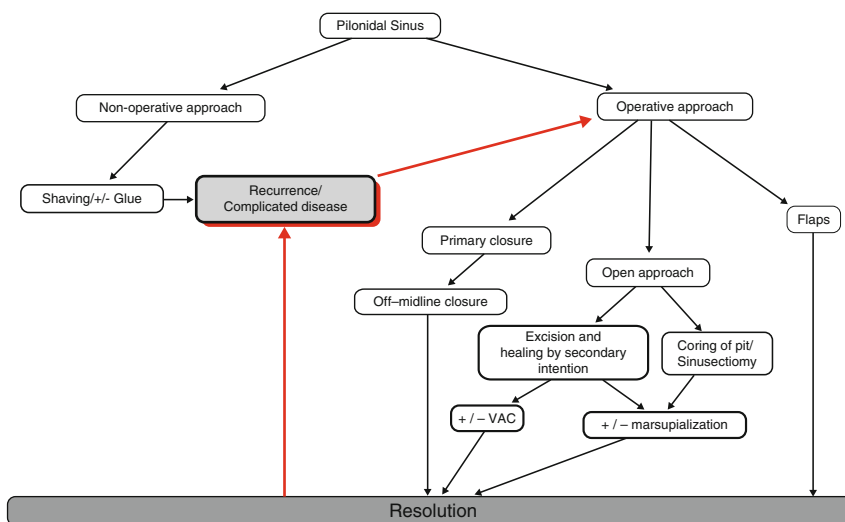 Pilonidal Sinus
Non-operative approach
Operative approach
Shaving/+/- Glue
Recurrence/
Complicated disease
Flaps
Primary closure
Open approach
Off–midline closure
Excision and
healing by secondary
intention
Coring of pit/
Sinusectiomy
+ / – VAC
+ / – marsupialization
Resolution